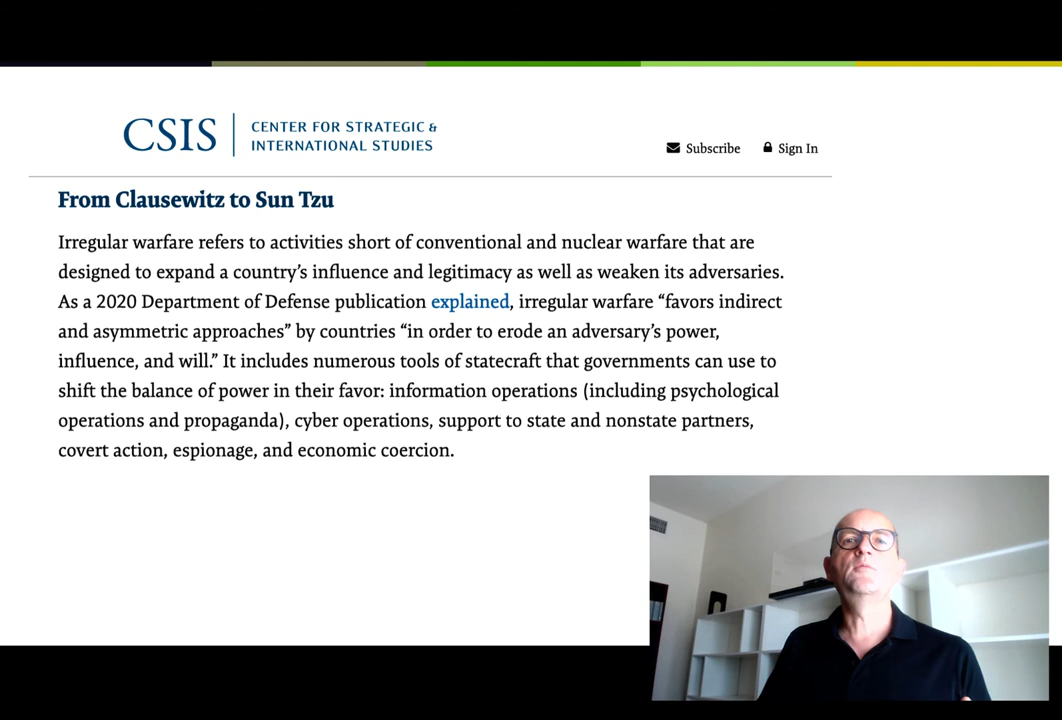 CSIS
CENTER FOR STRATEGIC &
INTERNATIONAL STUDIES
Subscribe
Sign In
From Clausewitz to Sun Tzu
Irregular warfare refers to activities short of conventional and nuclear warfare that are
designed to expand a country’s influence and legitimacy as well as weaken its adversaries.
As a 2020 Department of Defense publication explained, irregular warfare “favors indirect
and asymmetric approaches” by countries “in order to erode an adversary’s power,
influence, and will.” It includes numerous tools of statecraft that governments can use to
shift the balance of power in their favor: information operations (including psychological
operations and propaganda), cyber operations, support to state and nonstate partners,
covert action, espionage, and economic coercion.